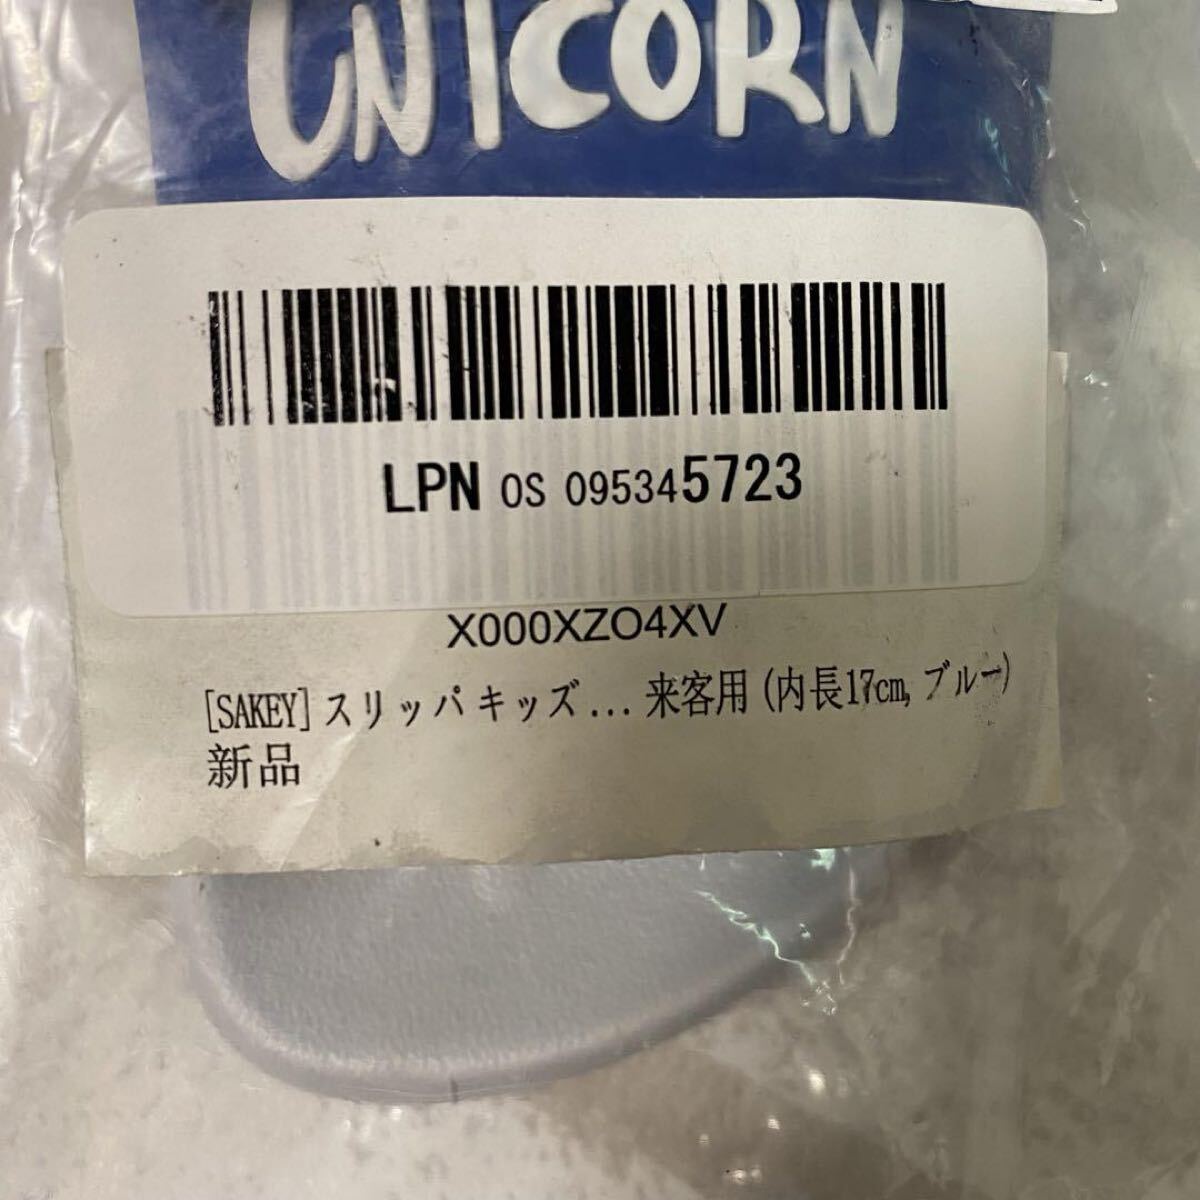 UNICORN
LPN OS 095345723
X000XZO4XV
[SAKEY]スリッパキッズ... 来客用(内長17cm, ブルー)
新品